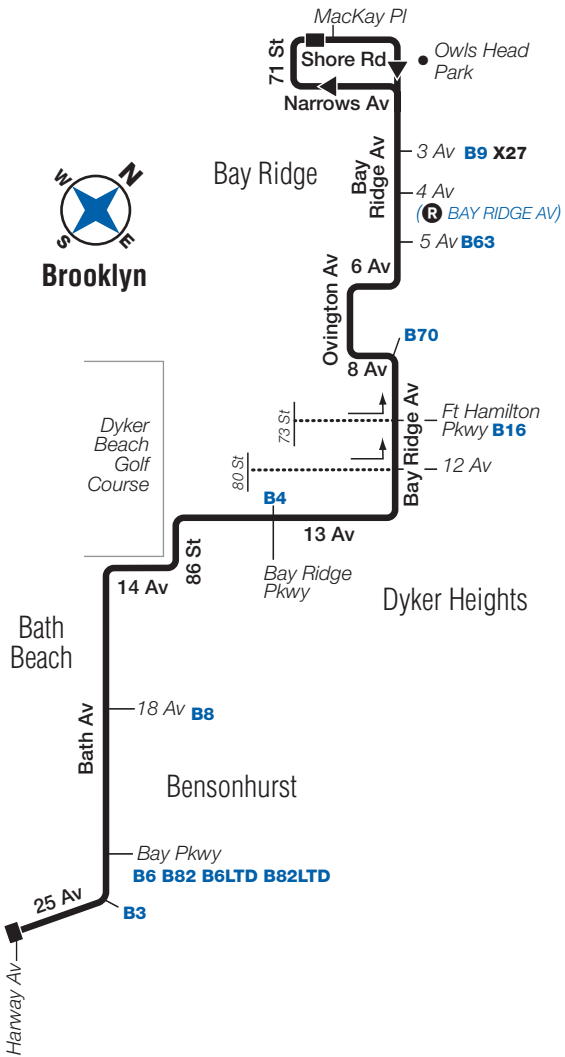 MacKay Pl
71 St
Shore Rd
Owls Head
Park
Narrows Av
Bay
Ridge Av
3 Av B9 X27
Bay Ridge
4 Av
(R BAY RIDGE AV)
5 Av B63
N
W
E
S
Brooklyn
6 Av
Ovington Av
B70
8 Av
Bay Ridge Av
73 St
Ft Hamilton
Pkwy B16
Dyker
Beach
Golf
Course
80 St
12 Av
B4
13 Av
86 St
Bay Ridge
Pkwy
14 Av
Dyker Heights
Bath
Beach
Bath Av
18 Av B8
Bensonhurst
Bay Pkwy
B6 B82 B6LTD B82LTD
25 Av
B3
Harway Av